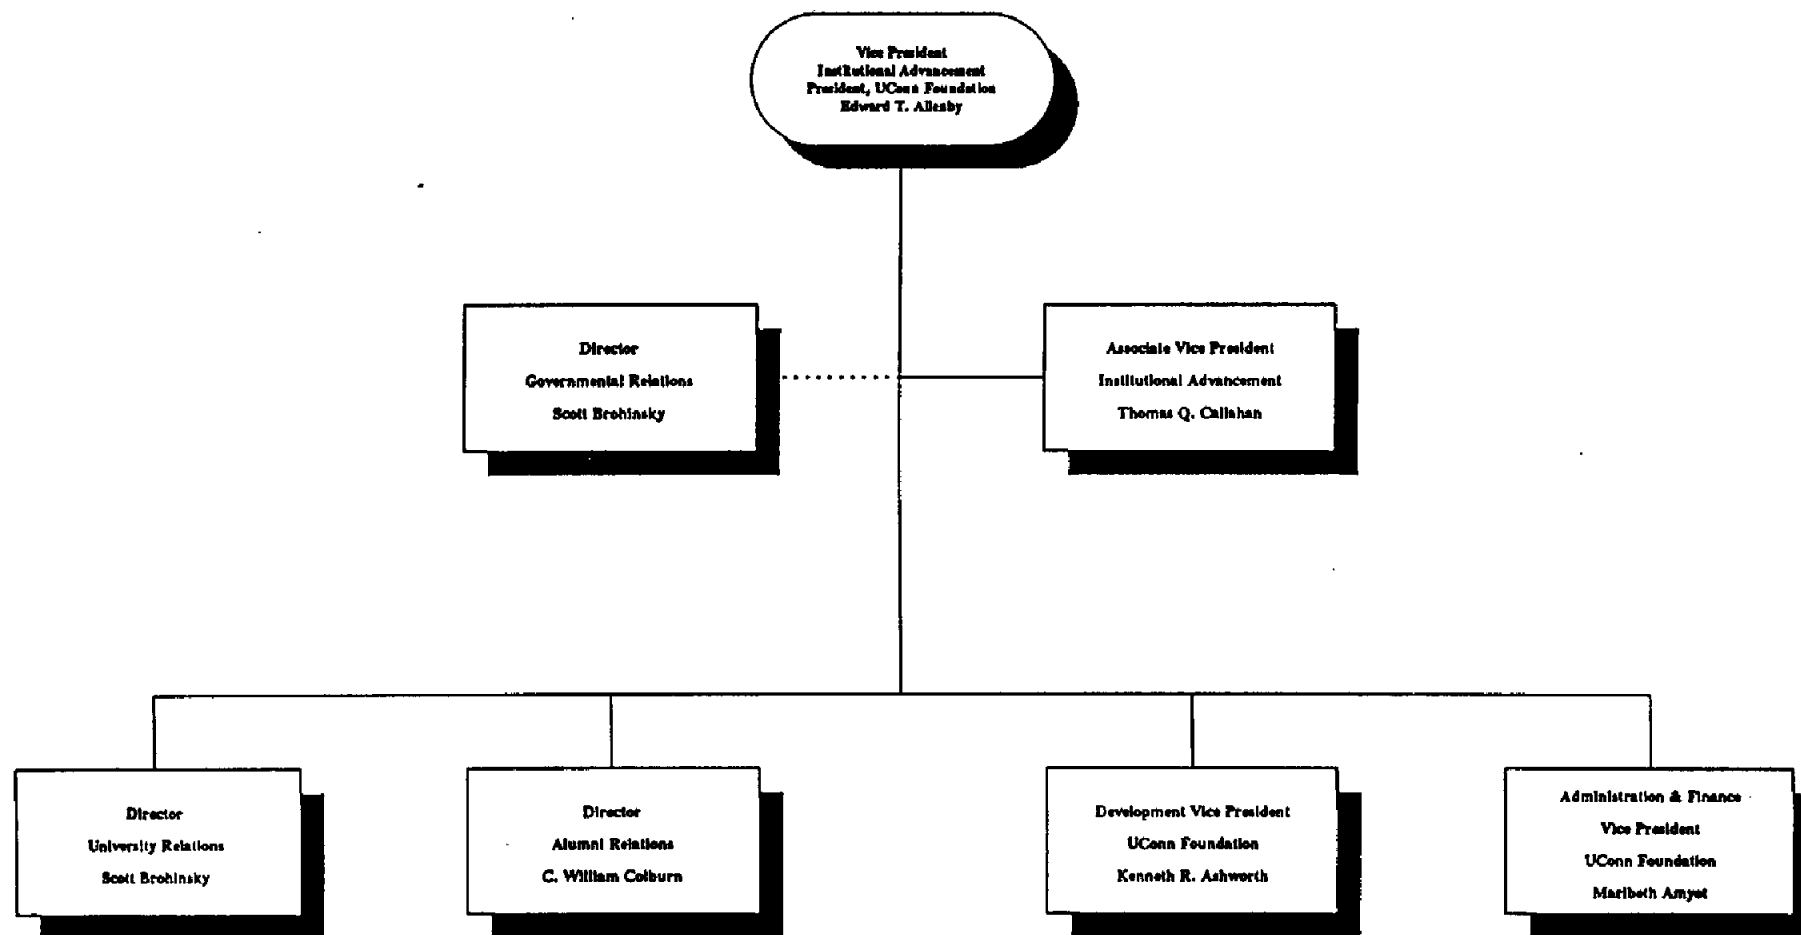 Vice President
Institutional Advancement
President, UConn Foundation
Edward T. Allenby
Director
Governmental Relations
Scott Brohinsky
Associate Vice President
Institutional Advancement
Thomas Q. Callahan
Director
University Relations
Scott Brohinsky
Director
Alumni Relations
C. William Colburn
Development Vice President
UConn Foundation
Kenneth R. Ashworth
Administration & Finance
Vice President
UConn Foundation
Maribeth Amyot